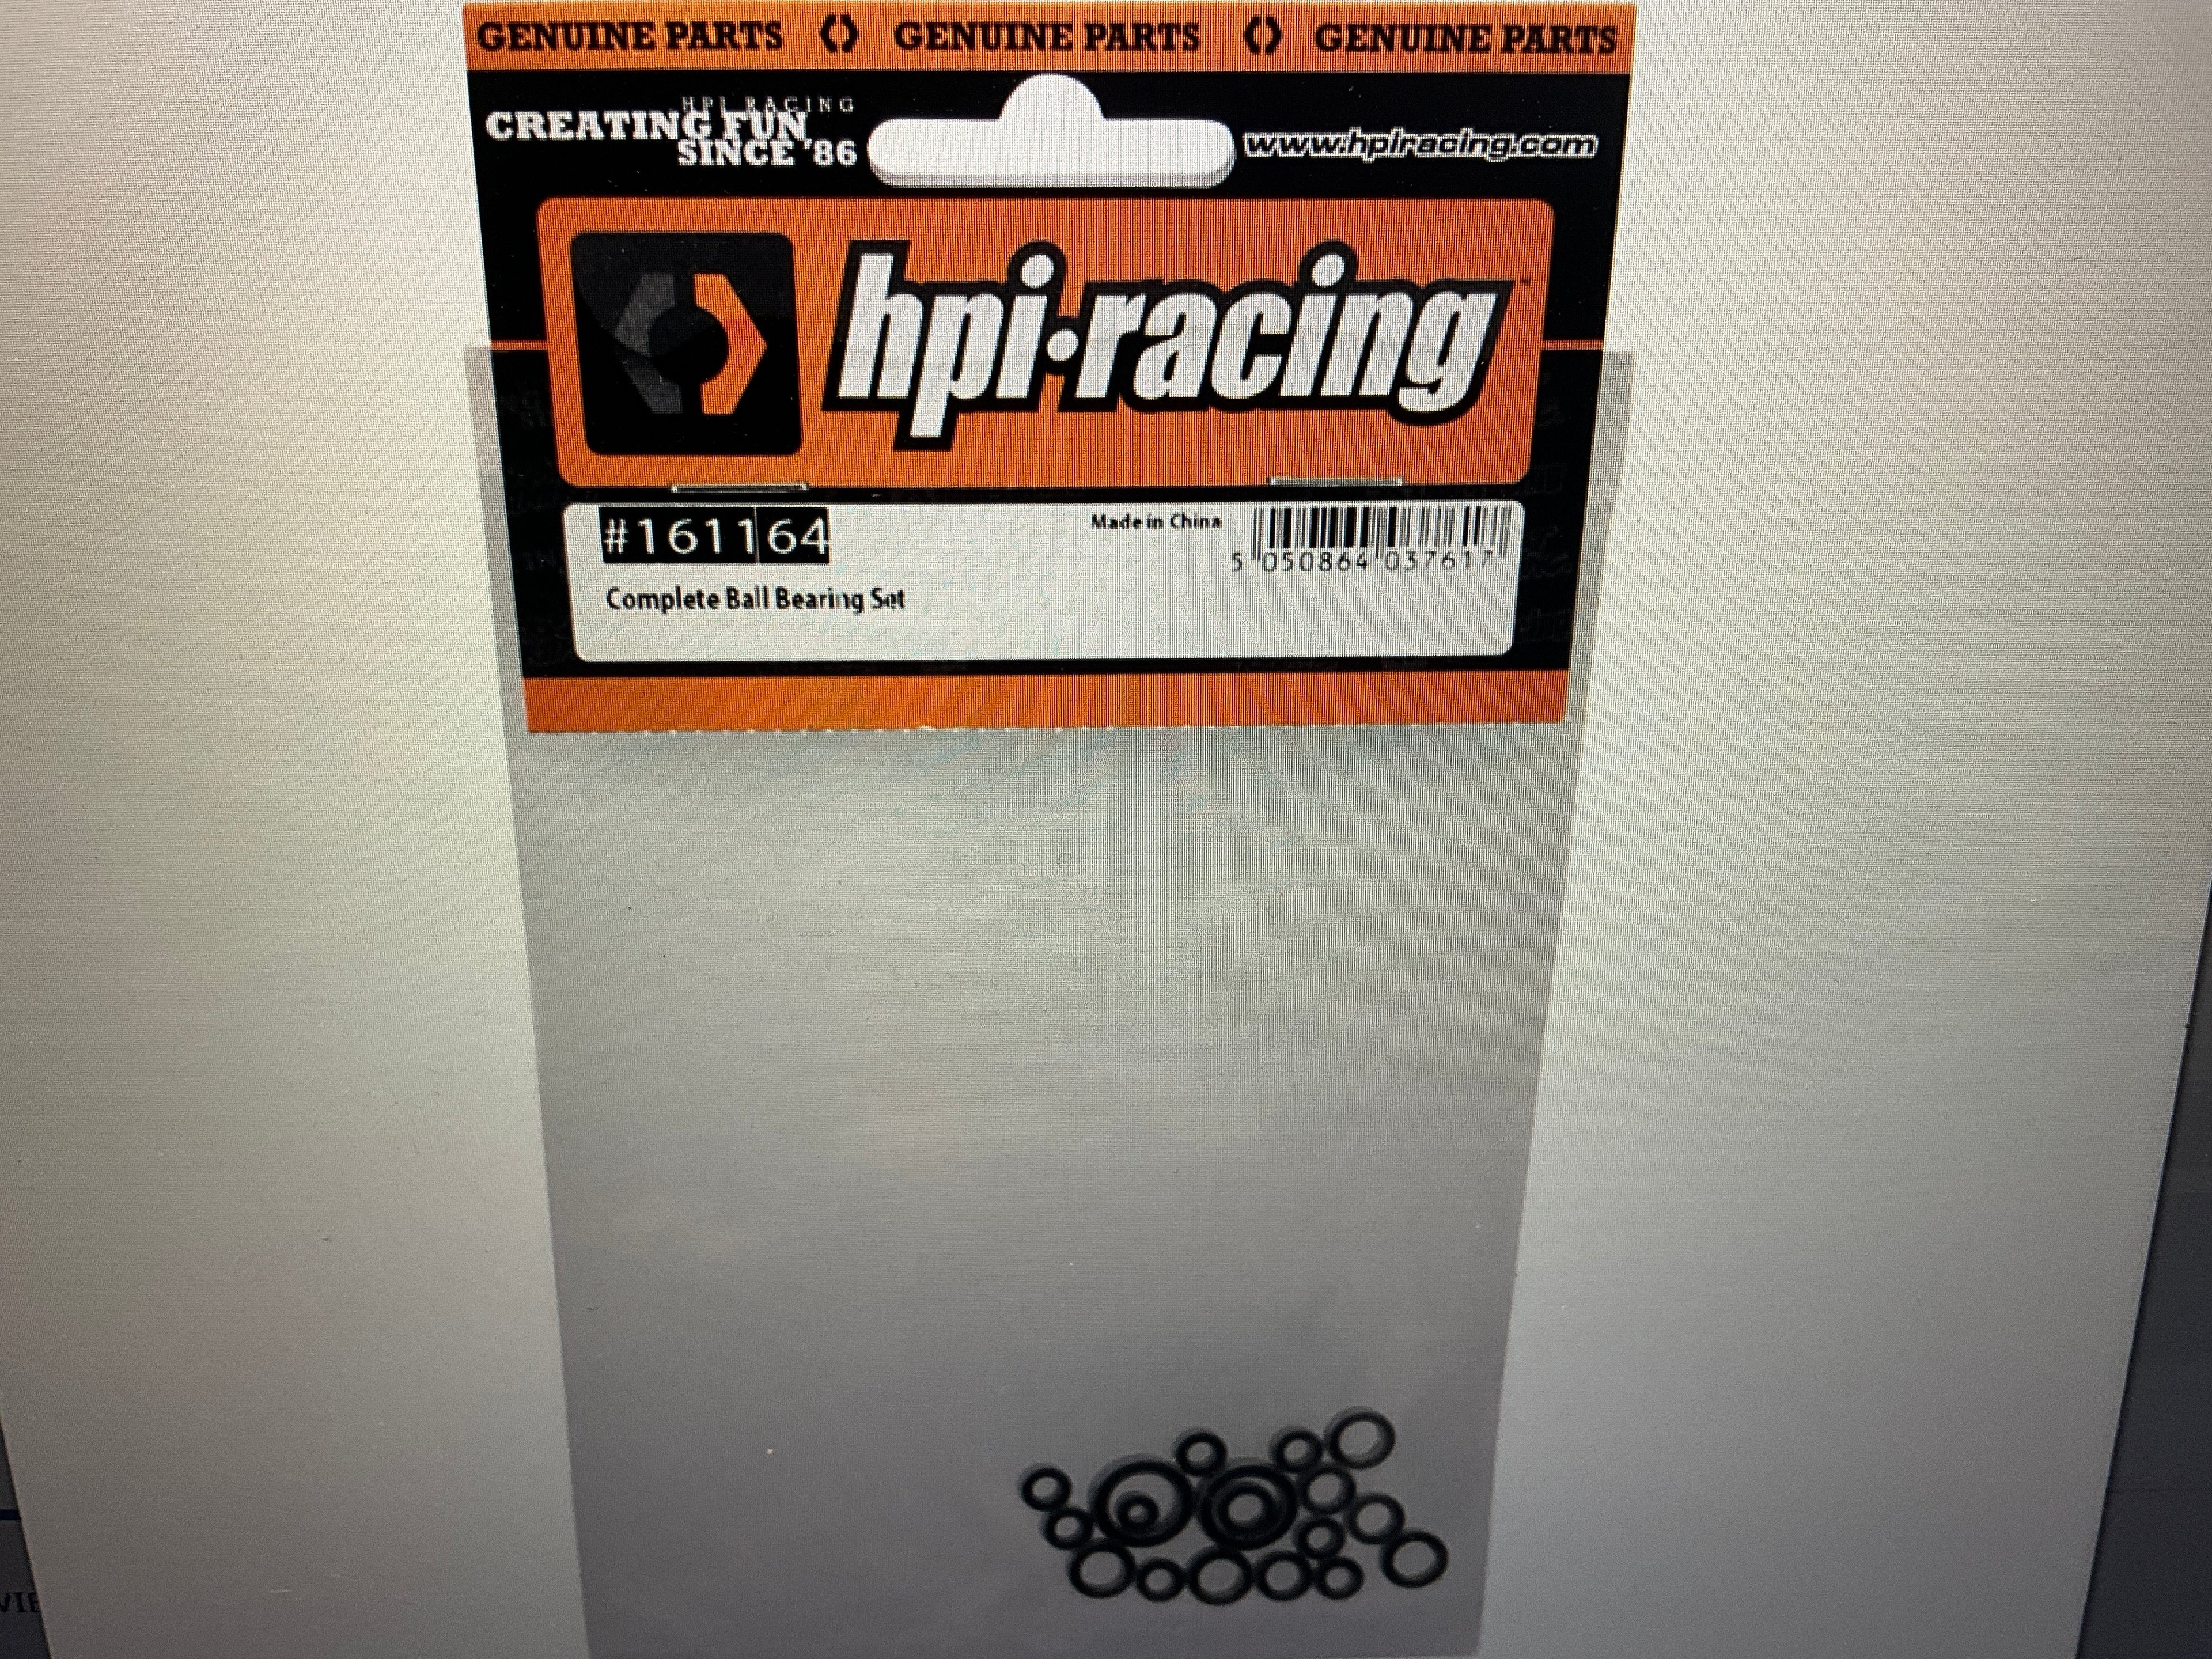 GENUINE PARTS GENUINE PARTS GENUINE PARTS
HPI RACING
CREATING FUN
SINCE '86
www.hpiracing.com
hpi·racing
#161164
Made in China
5 050864 037617
Complete Ball Bearing Set